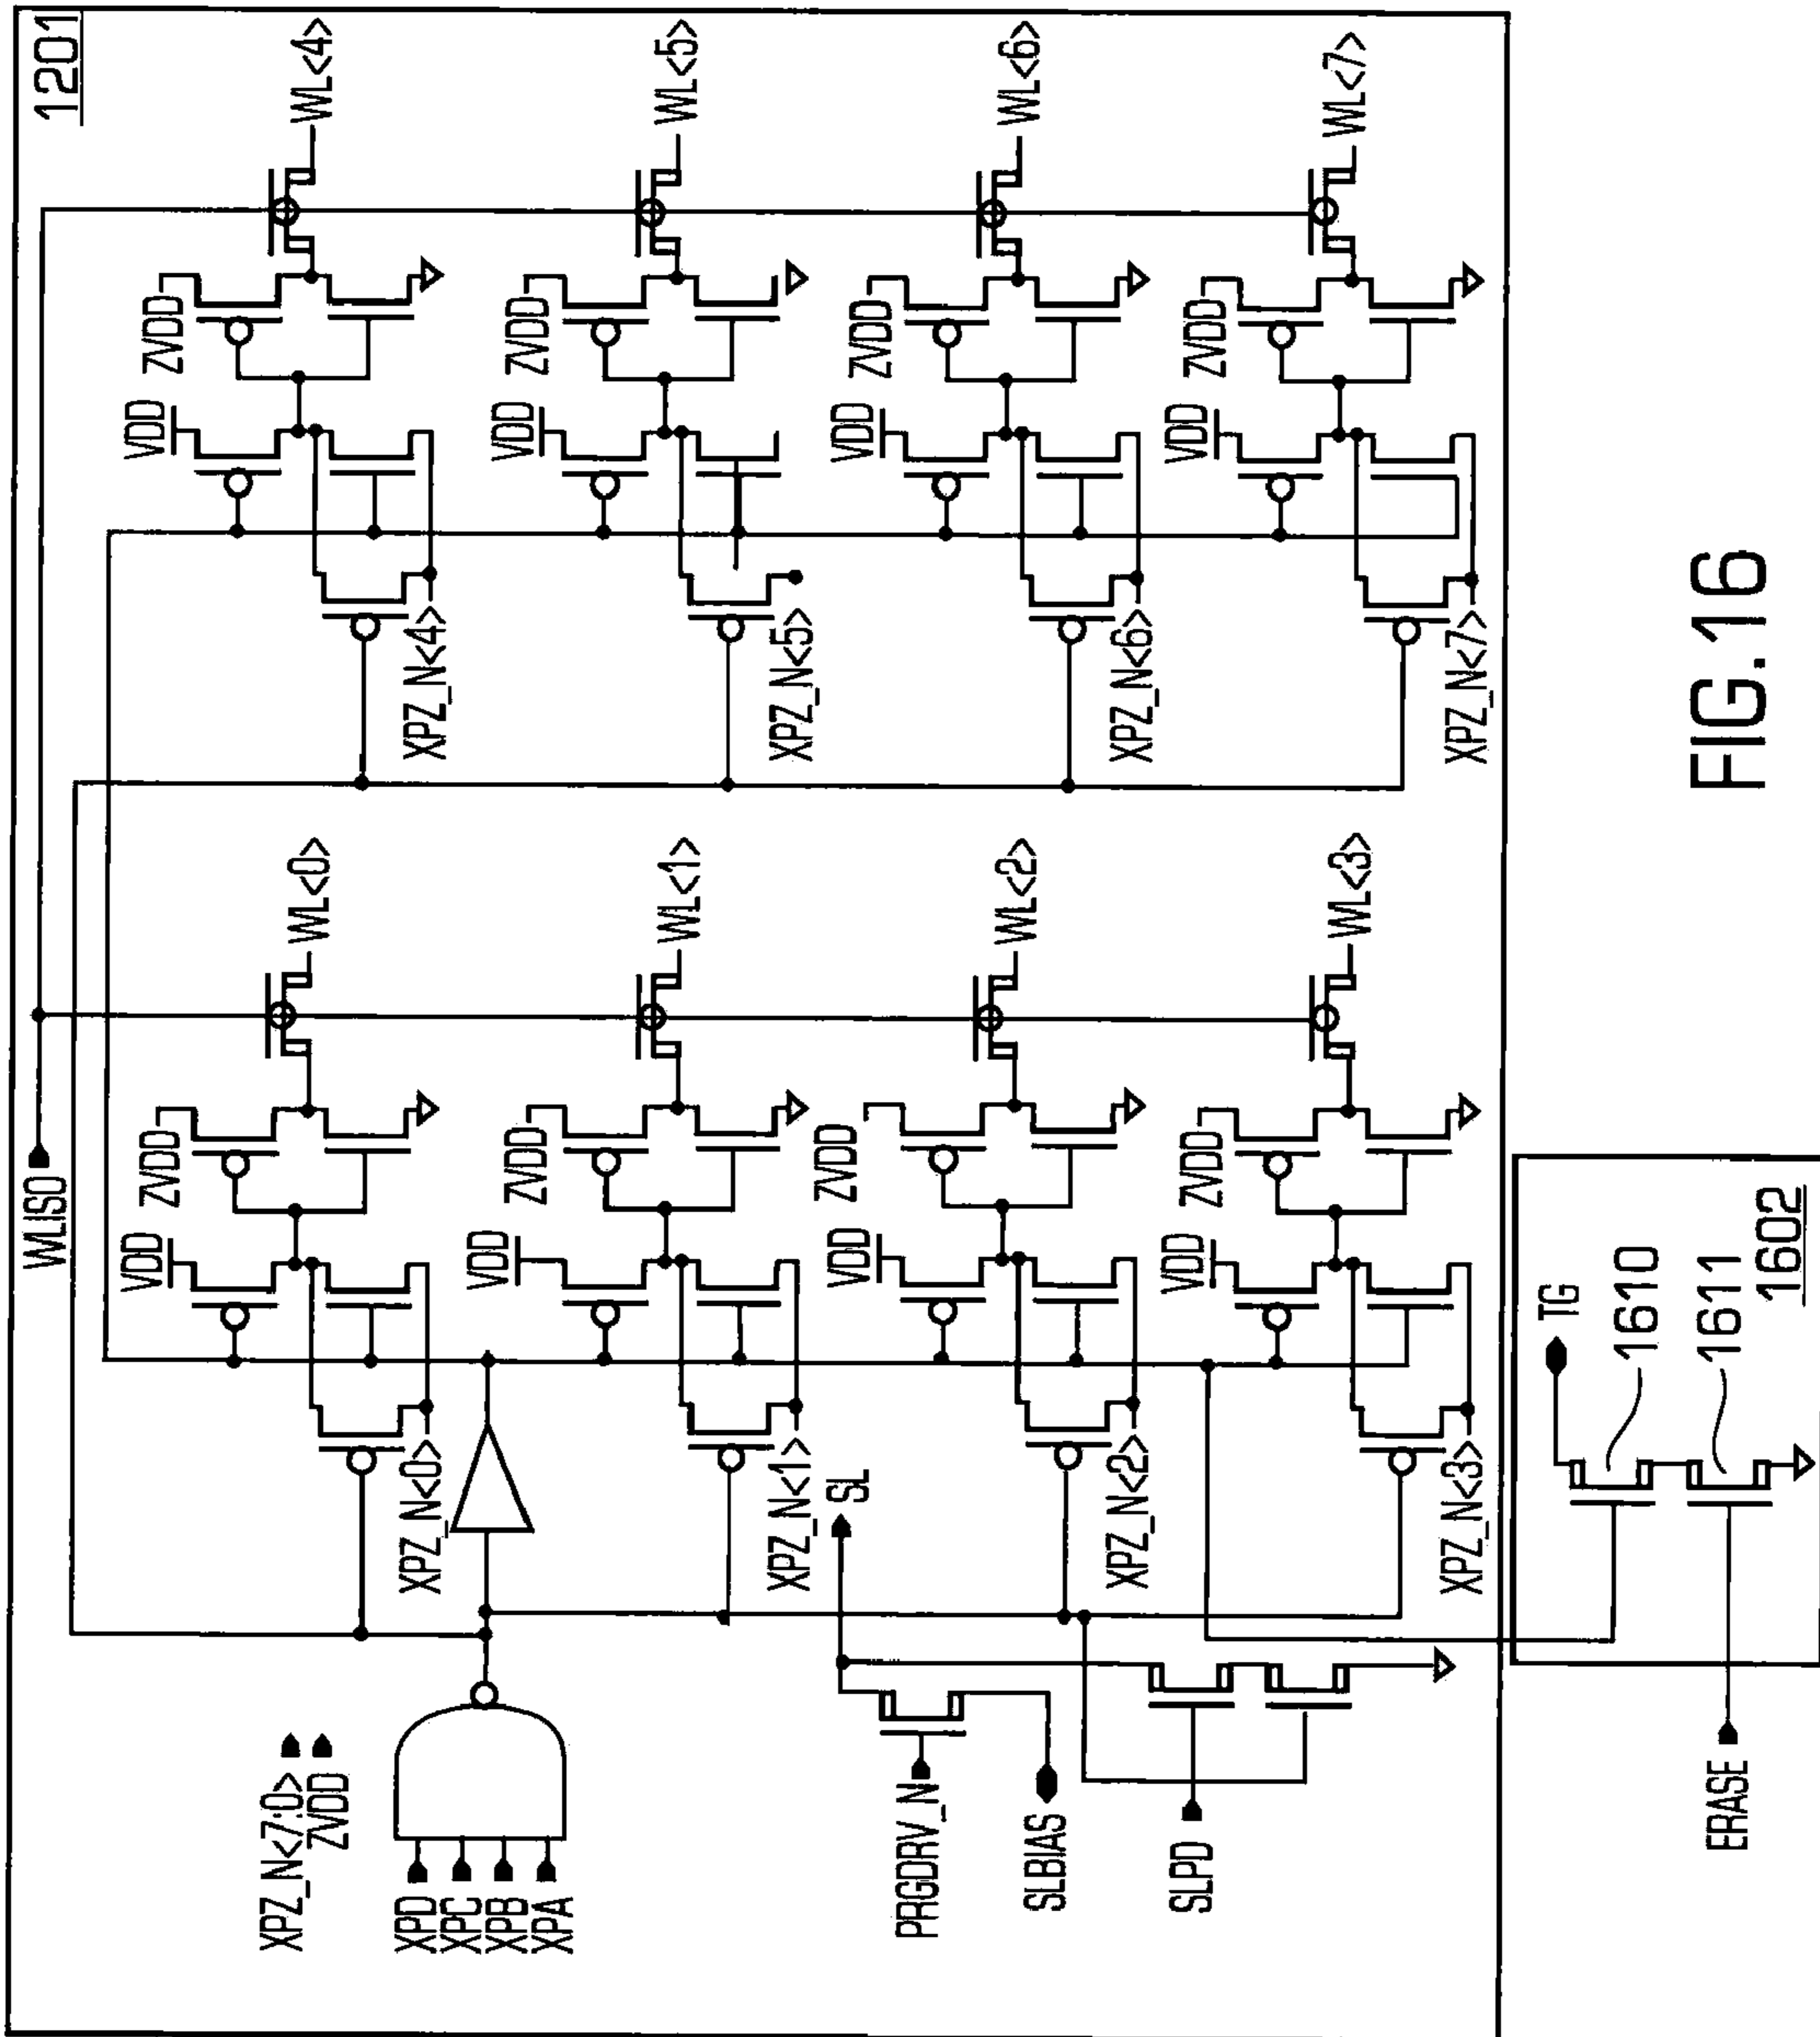 1201
WLISO
VDD
ZVDD
WL<0>
VDD
ZVDD
WL<4>
XPZ_N<0>
XPZ_N<4>
XPZ_N<7:0>
ZVDD
XPD
XPC
XPB
XPA
VDD
ZVDD
WL<1>
VDD
ZVDD
WL<5>
XPZ_N<1>
XPZ_N<5>
SL
PRGDRV_N
SLBIAS
VDD
ZVDD
WL<2>
VDD
ZVDD
WL<6>
XPZ_N<2>
XPZ_N<6>
SLPD
VDD
ZVDD
WL<3>
VDD
ZVDD
WL<7>
XPZ_N<3>
XPZ_N<7>
TG
1610
1611
1602
ERASE
FIG.16